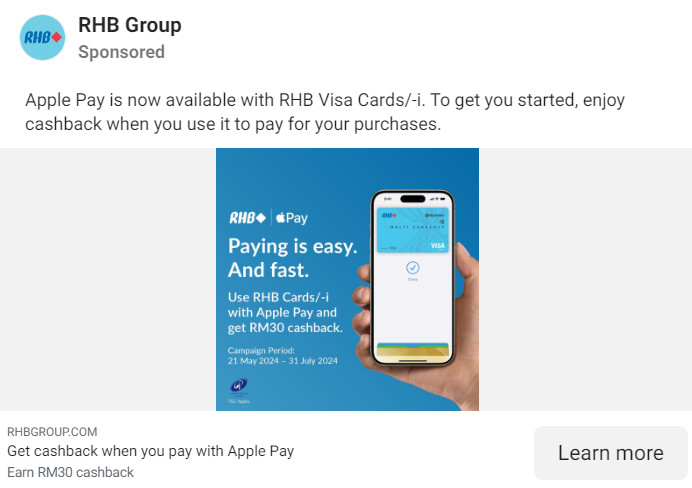 RHB
RHB Group
Sponsored
Apple Pay is now available with RHB Visa Cards/-i. To get you started, enjoy
cashback when you use it to pay for your purchases.
RHB Pay
Paying is easy.
And fast.
Use RHB Cards/-i
with Apple Pay and
get RM30 cashback.
Campaign Period:
21 May 2024 – 31 July 2024
T&C Apply.
RHB
MULTI CURRENCY
VISA
Done
RHBGROUP.COM
Get cashback when you pay with Apple Pay
Earn RM30 cashback
Learn more